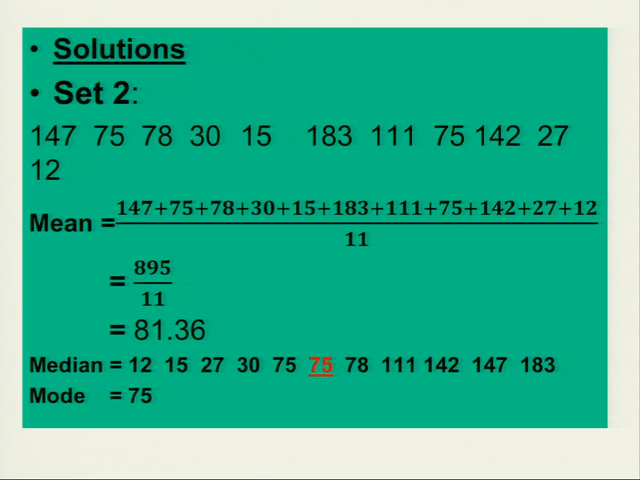 • Solutions
• Set 2:
147 75 78 30 15 183 111 75 142 27
12
Mean = 147+75+78+30+15+183+111+75+142+27+12
11
= 895
11
= 81.36
Median = 12 15 27 30 75 75 78 111 142 147 183
Mode = 75